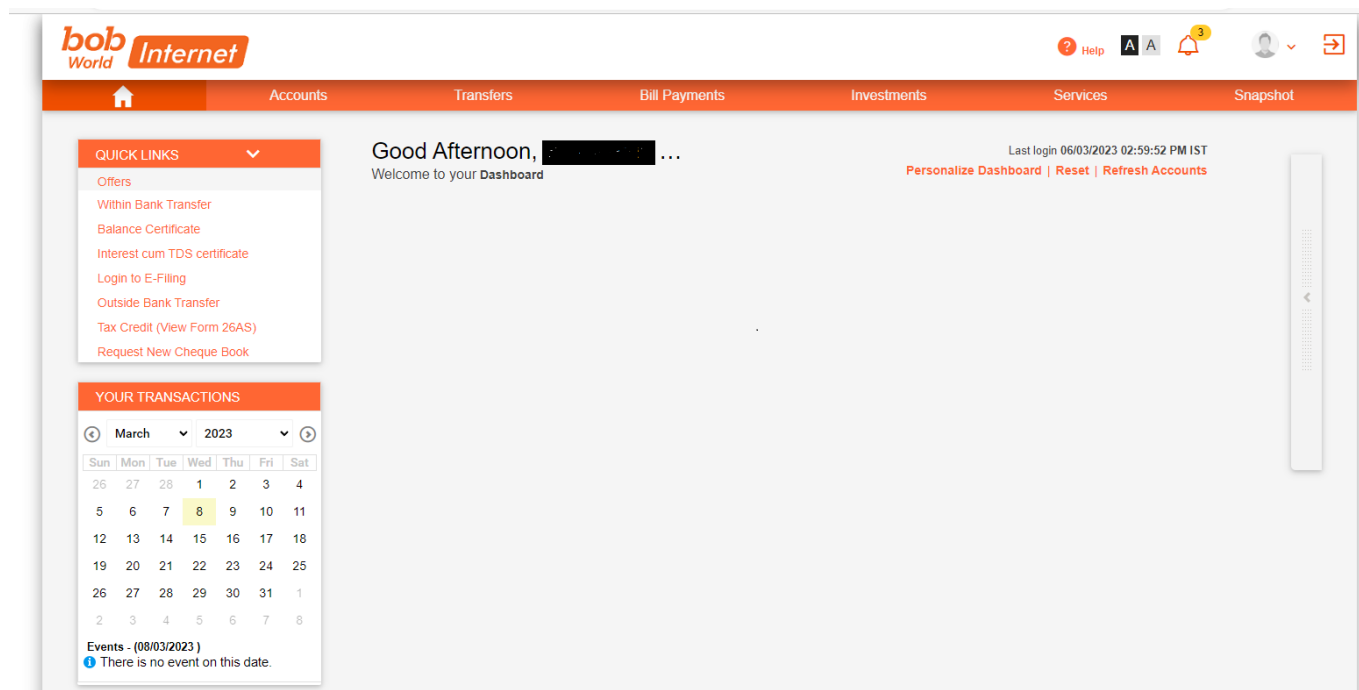 bob
World Internet
Help A A 3
Accounts Transfers Bill Payments Investments Services Snapshot
QUICK LINKS
Offers
Within Bank Transfer
Balance Certificate
Interest cum TDS certificate
Login to E-Filing
Outside Bank Transfer
Tax Credit (View Form 26AS)
Request New Cheque Book
Good Afternoon, ...
Welcome to your Dashboard
Last login 06/03/2023 02:59:52 PM IST
Personalize Dashboard | Reset | Refresh Accounts
YOUR TRANSACTIONS
March 2023
Sun Mon Tue Wed Thu Fri Sat
26 27 28 1 2 3 4
5 6 7 8 9 10 11
12 13 14 15 16 17 18
19 20 21 22 23 24 25
26 27 28 29 30 31 1
2 3 4 5 6 7 8
Events - (08/03/2023 )
There is no event on this date.